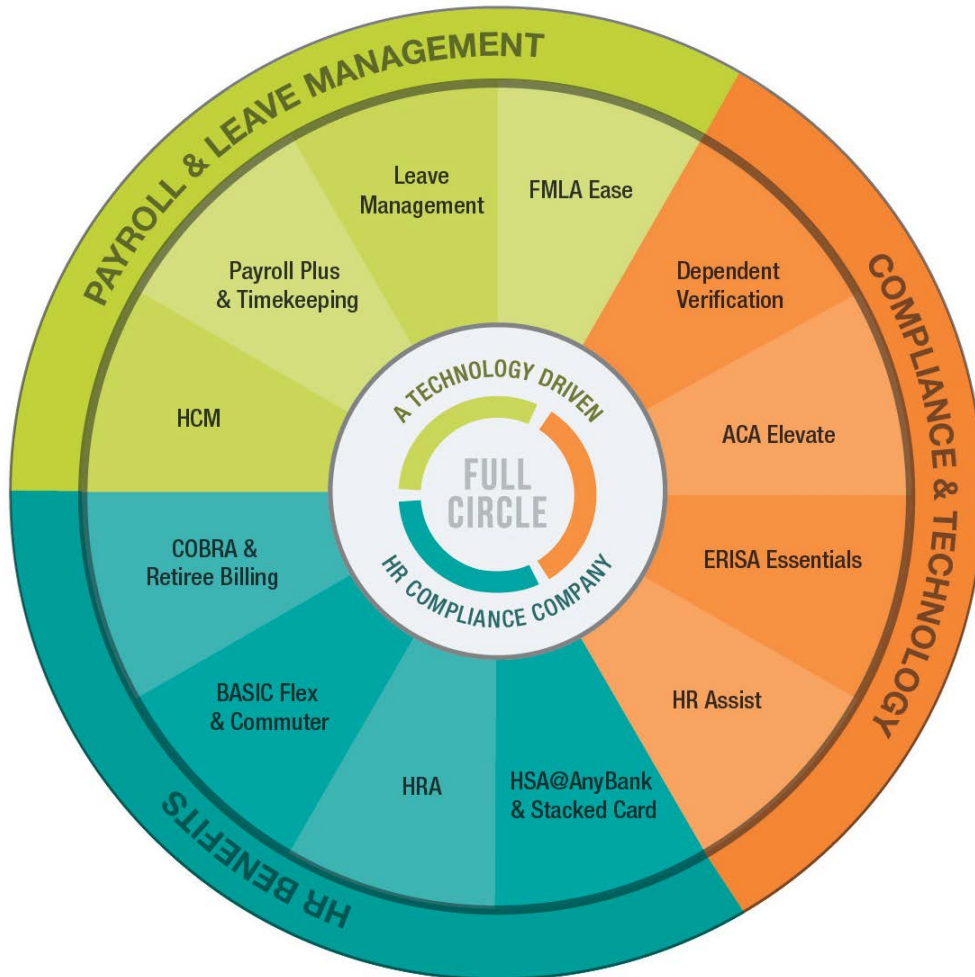 PAYROLL & LEAVE MANAGEMENT
Leave
Management
FMLA Ease
Payroll Plus
& Timekeeping
HCM
COMPLIANCE & TECHNOLOGY
Dependent
Verification
ACA Elevate
ERISA Essentials
HR Assist
HR BENEFITS
COBRA &
Retiree Billing
BASIC Flex
& Commuter
HRA
HSA@AnyBank
& Stacked Card
A TECHNOLOGY DRIVEN
FULL
CIRCLE
HR COMPLIANCE COMPANY